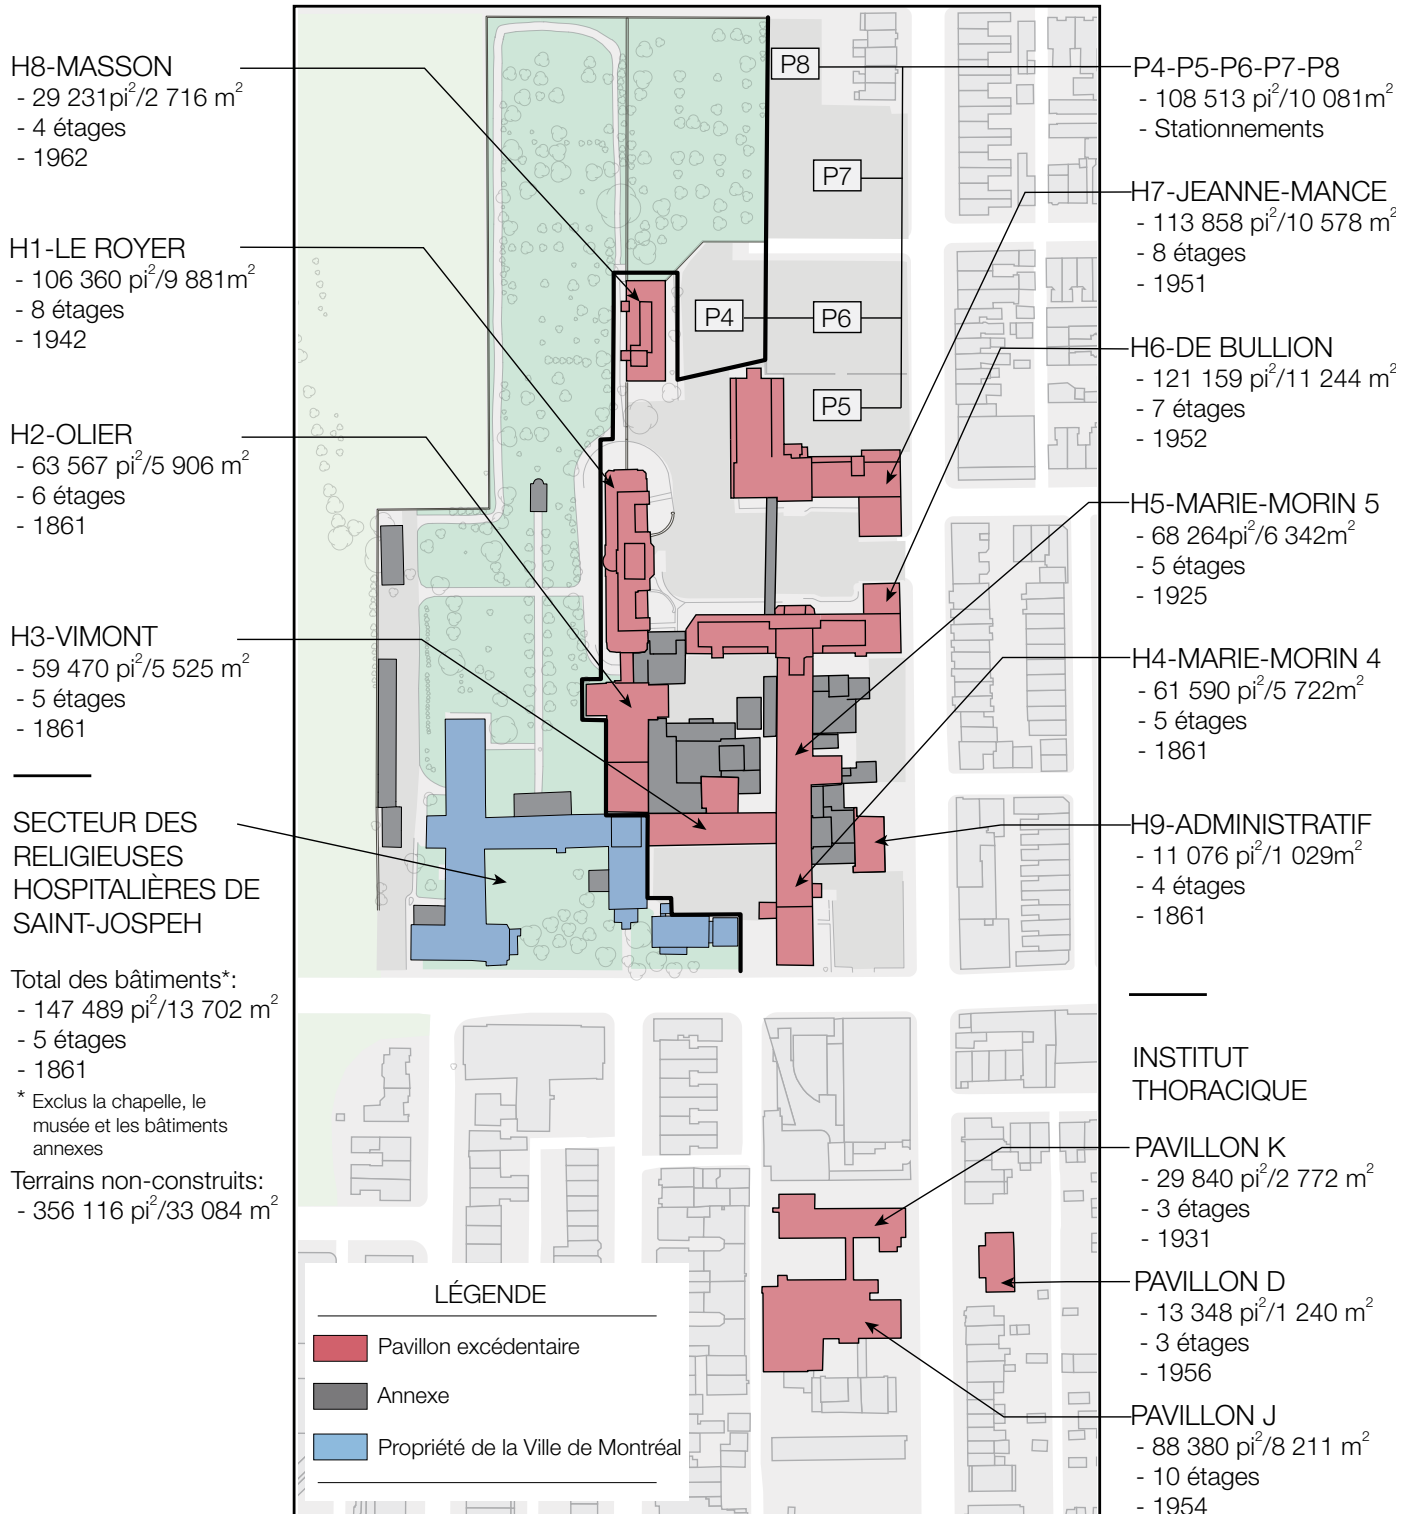 H8-MASSON
- 29 231pi²/2 716 m²
- 4 étages
- 1962
H1-LE ROYER
- 106 360 pi²/9 881m²
- 8 étages
- 1942
H2-OLIER
- 63 567 pi²/5 906 m²
- 6 étages
- 1861
H3-VIMONT
- 59 470 pi²/5 525 m²
- 5 étages
- 1861
SECTEUR DES
RELIGIEUSES
HOSPITALIÈRES DE
SAINT-JOSPEH
Total des bâtiments*:
- 147 489 pi²/13 702 m²
- 5 étages
- 1861
* Exclus la chapelle, le
musée et les bâtiments
annexes
Terrains non-construits:
- 356 116 pi²/33 084 m²
P8
P7
P4
P6
P5
LÉGENDE
Pavillon excédentaire
Annexe
Propriété de la Ville de Montréal
P4-P5-P6-P7-P8
- 108 513 pi²/10 081m²
- Stationnements
H7-JEANNE-MANCE
- 113 858 pi²/10 578 m²
- 8 étages
- 1951
H6-DE BULLION
- 121 159 pi²/11 244 m²
- 7 étages
- 1952
H5-MARIE-MORIN 5
- 68 264pi²/6 342m²
- 5 étages
- 1925
H4-MARIE-MORIN 4
- 61 590 pi²/5 722m²
- 5 étages
- 1861
H9-ADMINISTRATIF
- 11 076 pi²/1 029m²
- 4 étages
- 1861
INSTITUT
THORACIQUE
PAVILLON K
- 29 840 pi²/2 772 m²
- 3 étages
- 1931
PAVILLON D
- 13 348 pi²/1 240 m²
- 3 étages
- 1956
PAVILLON J
- 88 380 pi²/8 211 m²
- 10 étages
- 1954